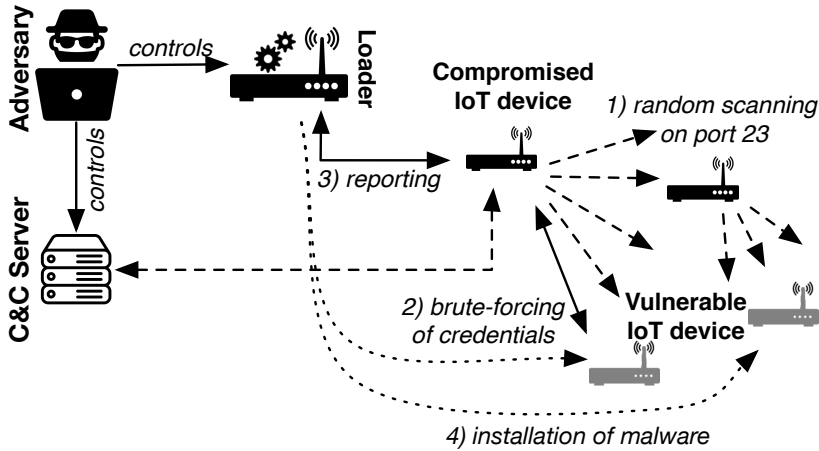 Adversary
controls
Loader
Compromised
IoT device
1) random scanning
on port 23
controls
3) reporting
C&C Server
2) brute-forcing
of credentials
Vulnerable
IoT device
4) installation of malware